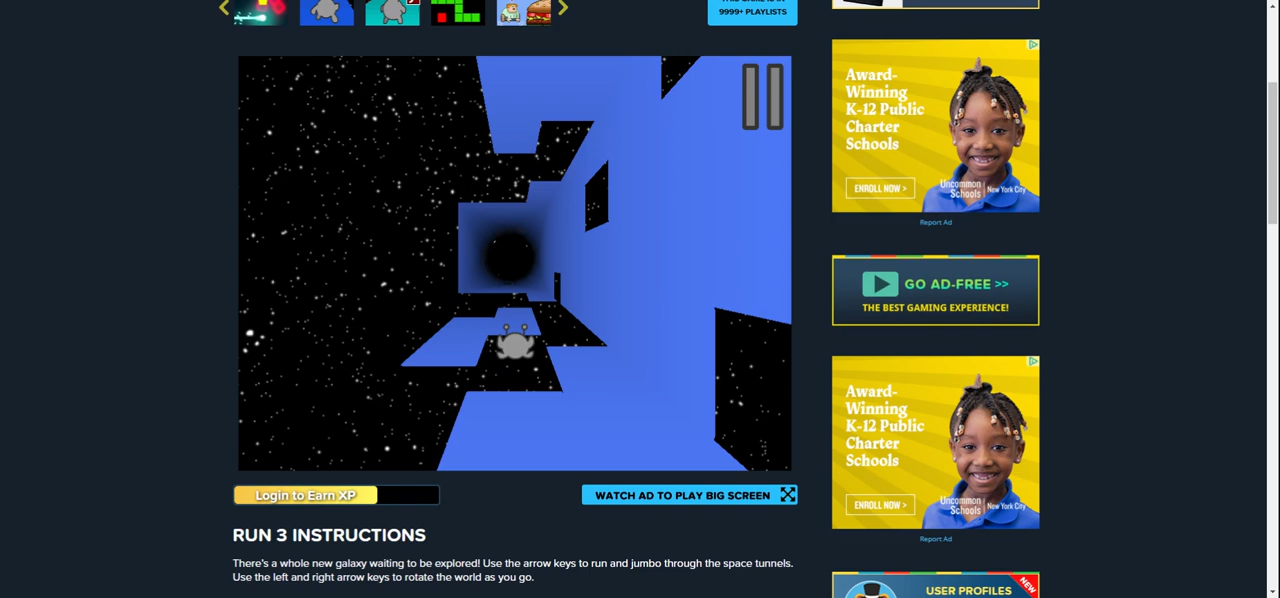 THIS GAME IS IN
9999+ PLAYLISTS
Award-
Winning
K-12 Public
Charter
Schools
ENROLL NOW >
Uncommon
Schools
New York City
Report Ad
GO AD-FREE >>
THE BEST GAMING EXPERIENCE!
Award-
Winning
K-12 Public
Charter
Schools
ENROLL NOW >
Uncommon
Schools
New York City
Report Ad
Login to Earn XP
WATCH AD TO PLAY BIG SCREEN
RUN 3 INSTRUCTIONS
There's a whole new galaxy waiting to be explored! Use the arrow keys to run and jumbo through the space tunnels.
Use the left and right arrow keys to rotate the world as you go.
USER PROFILES
NEW